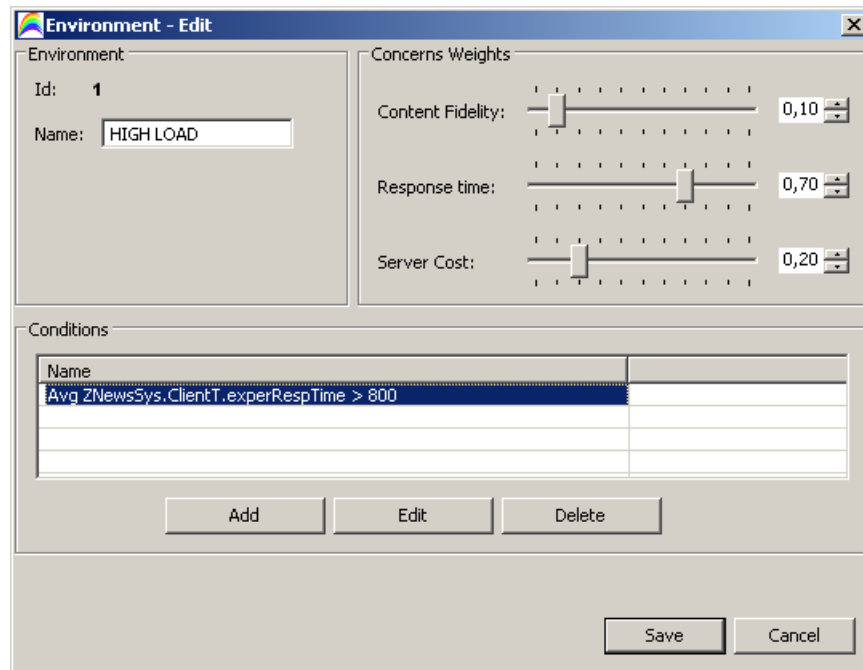 Environment - Edit
Environment
Id: 1
Name: HIGH LOAD
Concerns Weights
Content Fidelity: 0,10
Response time: 0,70
Server Cost: 0,20
Conditions
Name
Avg ZNewsSys.ClientT.experRespTime > 800
Add Edit Delete
Save Cancel